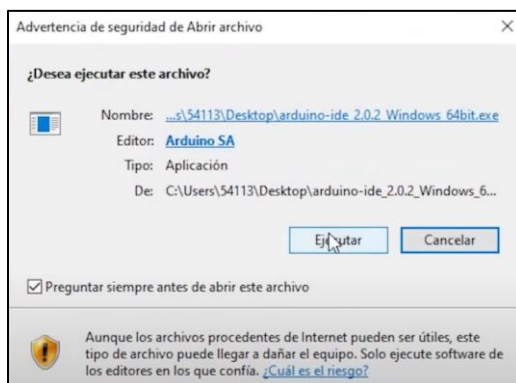 Advertencia de seguridad de Abrir archivo
¿Desea ejecutar este archivo?
Nombre: ...s\54113\Desktop\arduino-ide_2.0.2_Windows_64bit.exe
Editor: Arduino SA
Tipo: Aplicación
De: C:\Users\54113\Desktop\arduino-ide_2.0.2_Windows_6...
Ejecutar Cancelar
Preguntar siempre antes de abrir este archivo
Aunque los archivos procedentes de Internet pueden ser útiles, este
tipo de archivo puede llegar a dañar el equipo. Solo ejecute software de
los editores en los que confía. ¿Cuál es el riesgo?